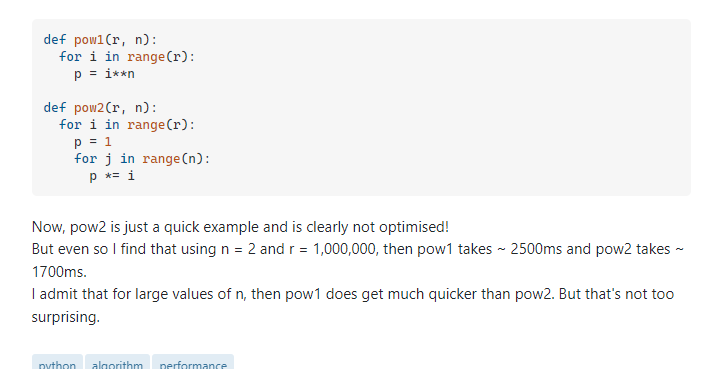 def pow1(r, n):
  for i in range(r):
    p = i**n

def pow2(r, n):
  for i in range(r):
    p = 1
    for j in range(n):
      p *= i

Now, pow2 is just a quick example and is clearly not optimised!
But even so I find that using n = 2 and r = 1,000,000, then pow1 takes ~ 2500ms and pow2 takes ~
1700ms.
I admit that for large values of n, then pow1 does get much quicker than pow2. But that's not too
surprising.

python algorithm performance